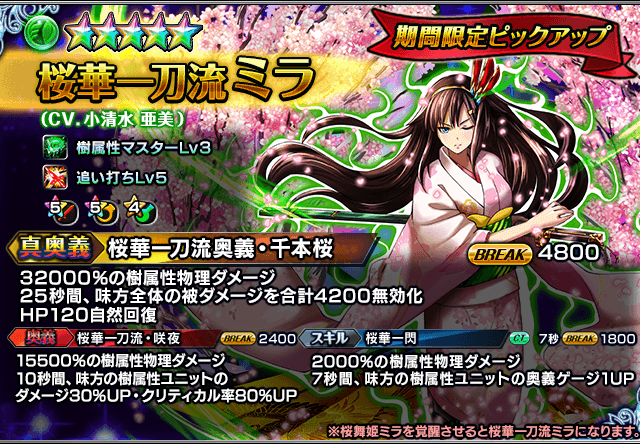 期間限定ピックアップ
桜華一刀流ミラ
(CV.小清水 亜美)
樹属性マスターLv3
追い打ちLv5
5 5 4
真奥義 桜華一刀流奥義・千本桜 BREAK 4800
32000%の樹属性物理ダメージ
25秒間、味方全体の被ダメージを合計4200無効化
HP120自然回復
奥義 桜華一刀流・咲夜 BREAK 2400
15500%の樹属性物理ダメージ
10秒間、味方の樹属性ユニットの
ダメージ30%UP・クリティカル率80%UP
スキル 桜華一閃 CT 7秒 BREAK 1800
2000%の樹属性物理ダメージ
7秒間、味方の樹属性ユニットの奥義ゲージ1UP
※桜舞姫ミラを覚醒させると桜華一刀流ミラになります。